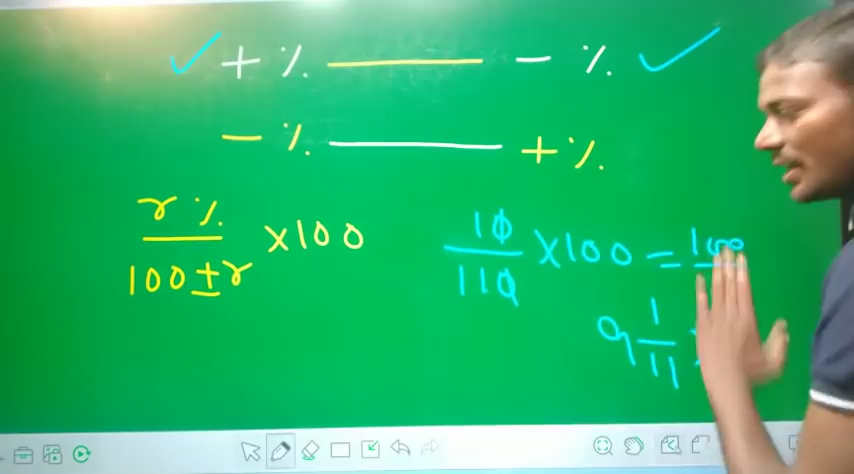 + % — - %
- % — + %
r % / 100 ± r × 100
10 / 110 × 100 = 100
9 1/11